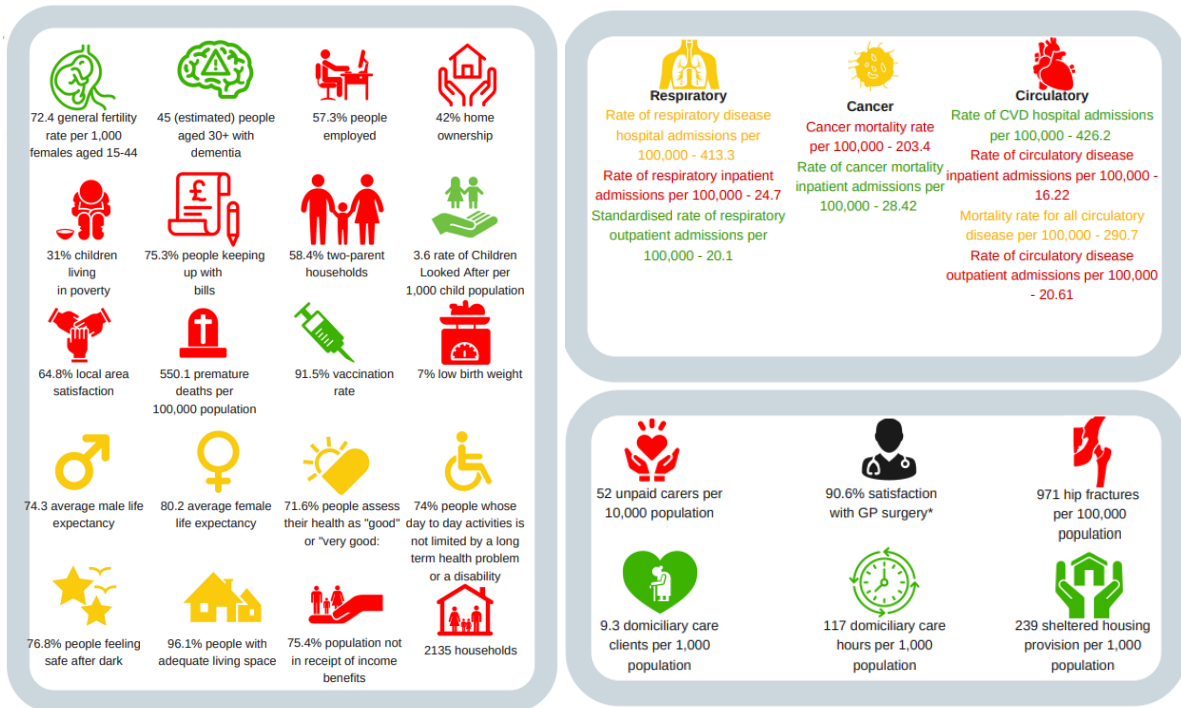 72.4 general fertility
rate per 1,000
females aged 15-44
45 (estimated) people
aged 30+ with
dementia
57.3% people
employed
42% home
ownership
£
31% children
living
in poverty
75.3% people keeping
up with
bills
58.4% two-parent
households
3.6 rate of Children
Looked After per
1,000 child population
64.8% local area
satisfaction
550.1 premature
deaths per
100,000 population
91.5% vaccination
rate
7% low birth weight
74.3 average male life
expectancy
80.2 average female
life expectancy
71.6% people assess
their health as "good"
or "very good:
74% people whose
day to day activities is
not limited by a long
term health problem
or a disability
76.8% people feeling
safe after dark
96.1% people with
adequate living space
75.4% population not
in receipt of income
benefits
2135 households
Respiratory
Rate of respiratory disease
hospital admissions per
100,000 - 413.3
Rate of respiratory inpatient
admissions per 100,000 - 24.7
Standardised rate of respiratory
outpatient admissions per
100,000 - 20.1
Cancer
Cancer mortality rate
per 100,000 - 203.4
Rate of cancer mortality
inpatient admissions per
100,000 - 28.42
Circulatory
Rate of CVD hospital admissions
per 100,000 - 426.2
Rate of circulatory disease
inpatient admissions per 100,000 -
16.22
Mortality rate for all circulatory
disease per 100,000 - 290.7
Rate of circulatory disease
outpatient admissions per 100,000
- 20.61
52 unpaid carers per
10,000 population
90.6% satisfaction
with GP surgery*
971 hip fractures
per 100,000
population
9.3 domiciliary care
clients per 1,000
population
117 domiciliary care
hours per 1,000
population
239 sheltered housing
provision per 1,000
population